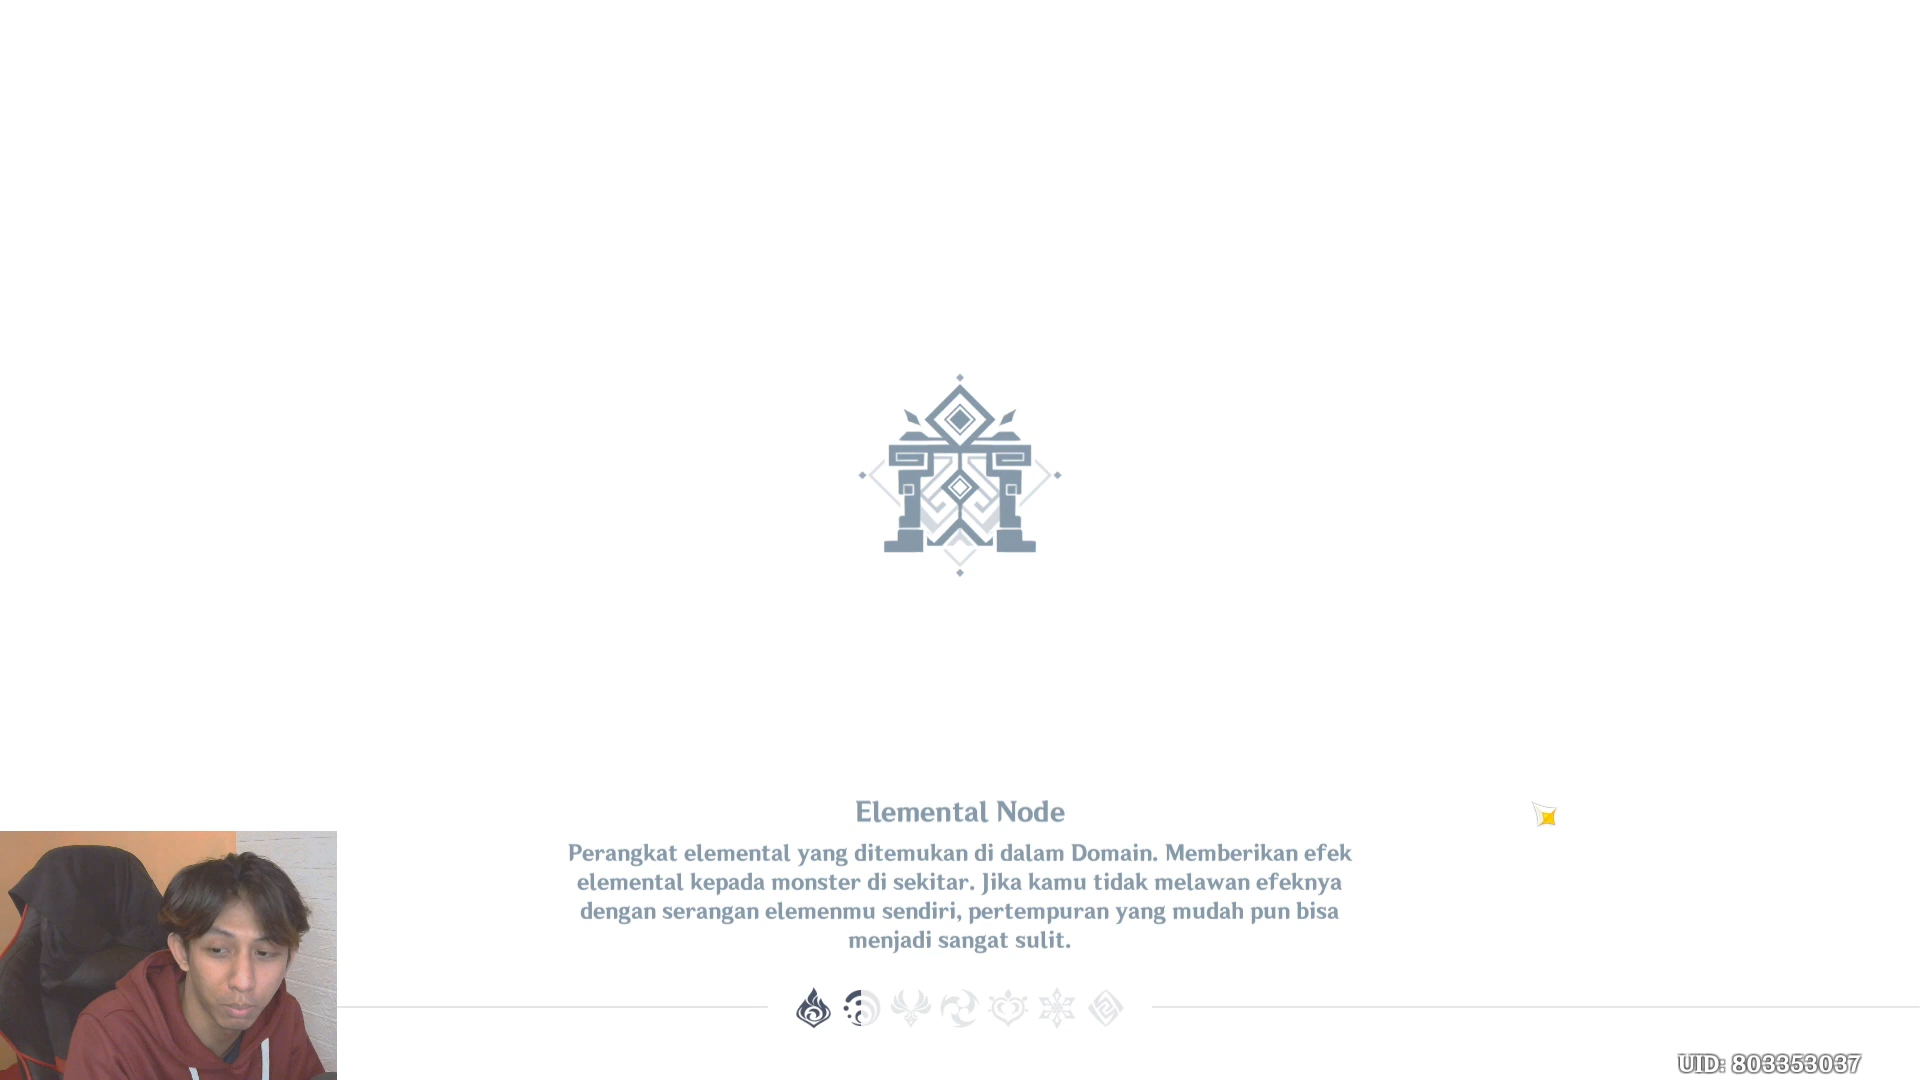 Elemental Node
Perangkat elemental yang ditemukan di dalam Domain. Memberikan efek
elemental kepada monster di sekitar. Jika kamu tidak melawan efeknya
dengan serangan elemenmu sendiri, pertempuran yang mudah pun bisa
menjadi sangat sulit.
UID: 803353037